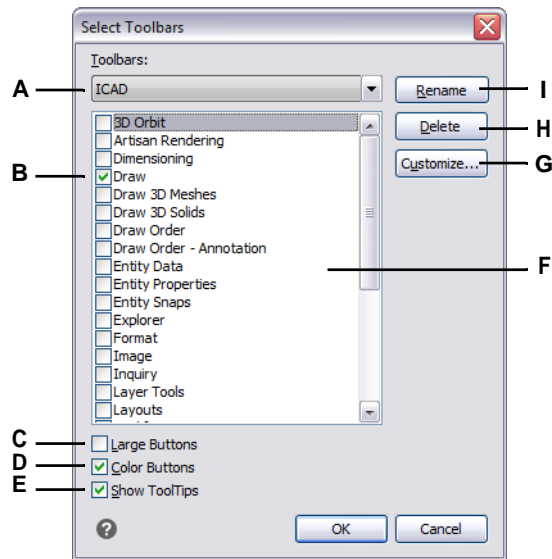 Select Toolbars
Toolbars:
A
ICAD
Rename
I
3D Orbit
Delete
H
Artisan Rendering
Dimensioning
Customize...
G
B
Draw
Draw 3D Meshes
Draw 3D Solids
Draw Order
Draw Order - Annotation
Entity Data
F
Entity Properties
Entity Snaps
Explorer
Format
Image
Inquiry
Layer Tools
Layouts
C
Large Buttons
D
Color Buttons
E
Show ToolTips
?
OK
Cancel